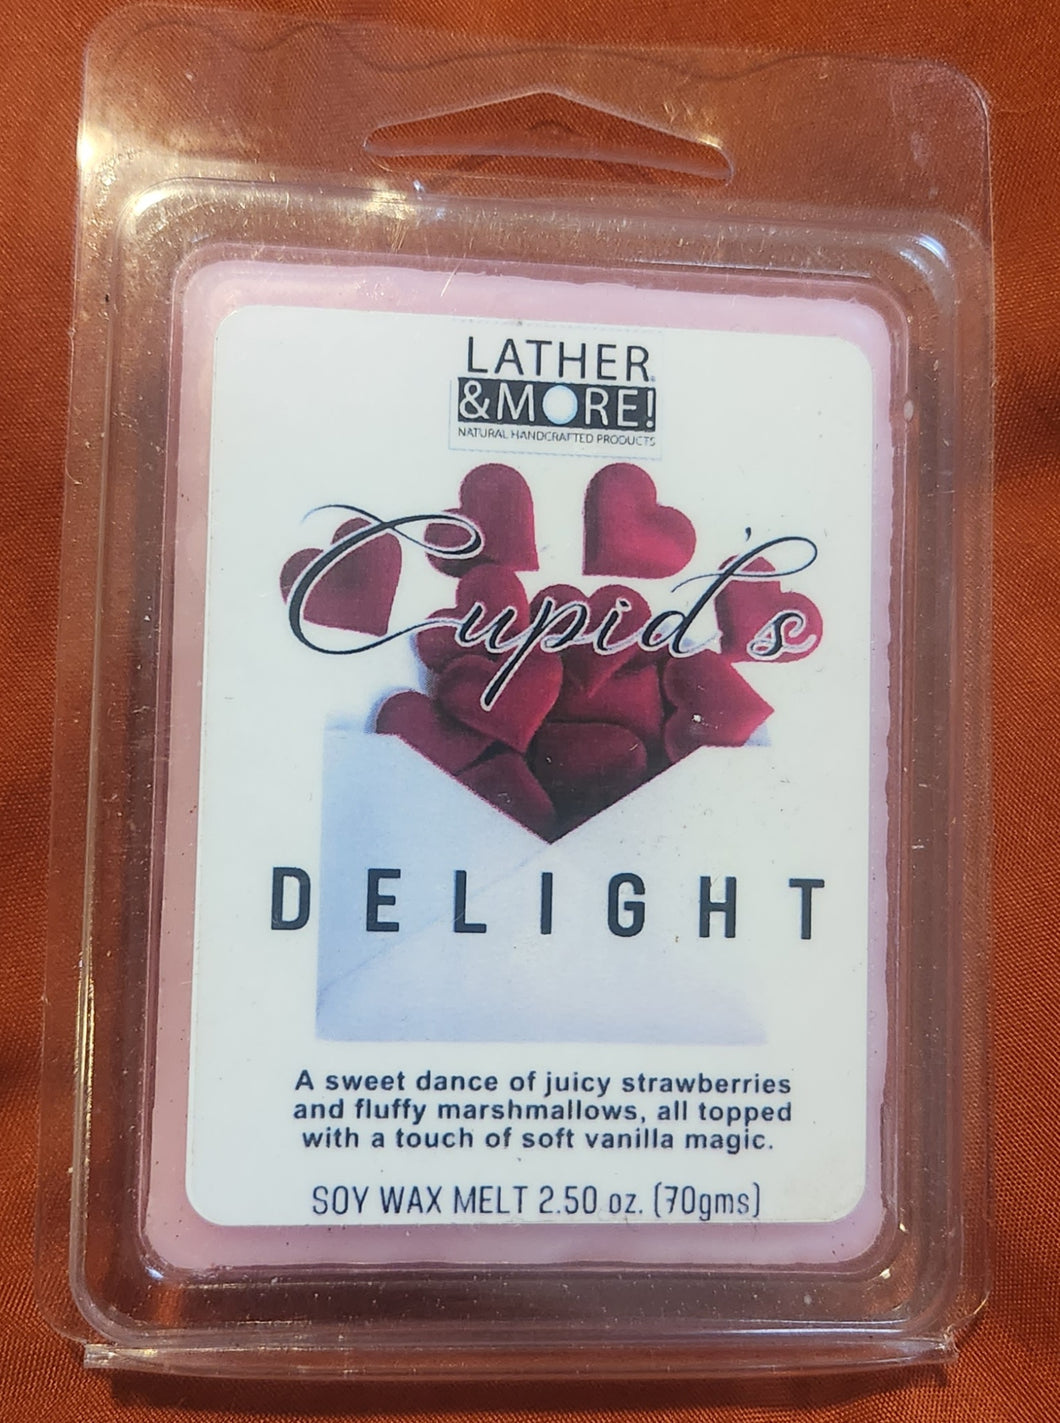 LATHER
&MORE!
NATURAL HANDCRAFTED PRODUCTS
Cupid's
DELIGHT
A sweet dance of juicy strawberries
and fluffy marshmallows, all topped
with a touch of soft vanilla magic.
SOY WAX MELT 2.50 oz. (70gms)